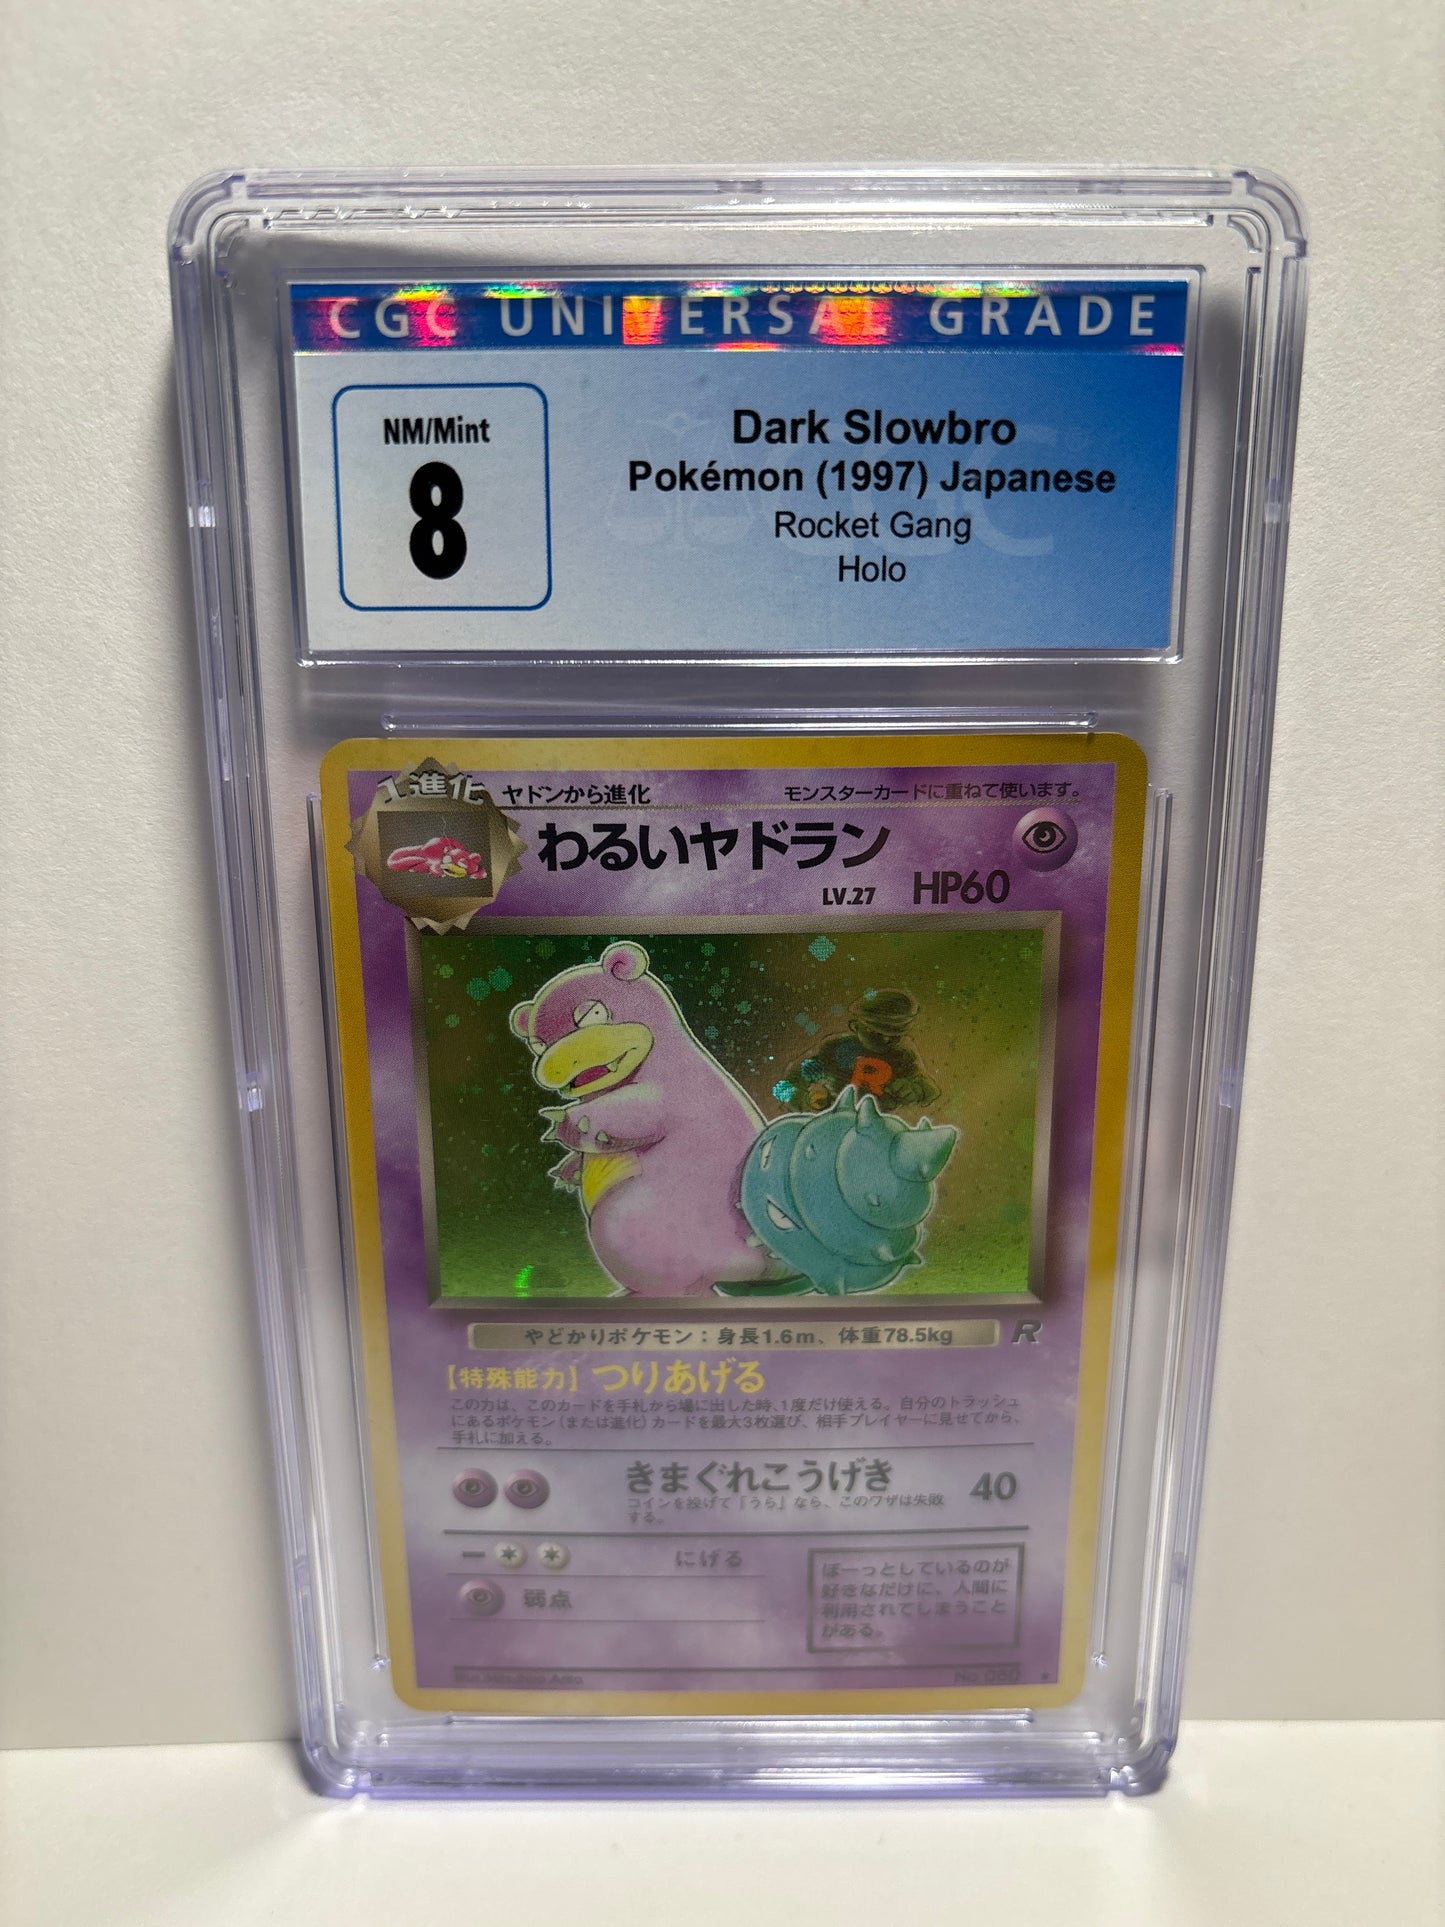 CGC UNIVERSAL GRADE
NM/Mint
8
Dark Slowbro
Pokémon (1997) Japanese
Rocket Gang
Holo
1進化
ヤドンから進化
モンスターカードに重ねて使います。
わるいヤドラン
LV.27 HP60
R
やどかりポケモン：身長1.6m、体重78.5kg
R
【特殊能力】つりあげる
この力は、このカードを手札から場に出した時、1度だけ使える。自分のトラッシュ
にあるポケモン（または進化）カードを最大3枚選び、相手プレイヤーに見せてから、
手札に加える。
きまぐれこうげき 40
コインを投げて「うら」なら、このワザは失敗
する。
にげる
弱点
ぼーっとしているのが
好きなだけに、人間に
利用されてしまうこと
がある。
No.080